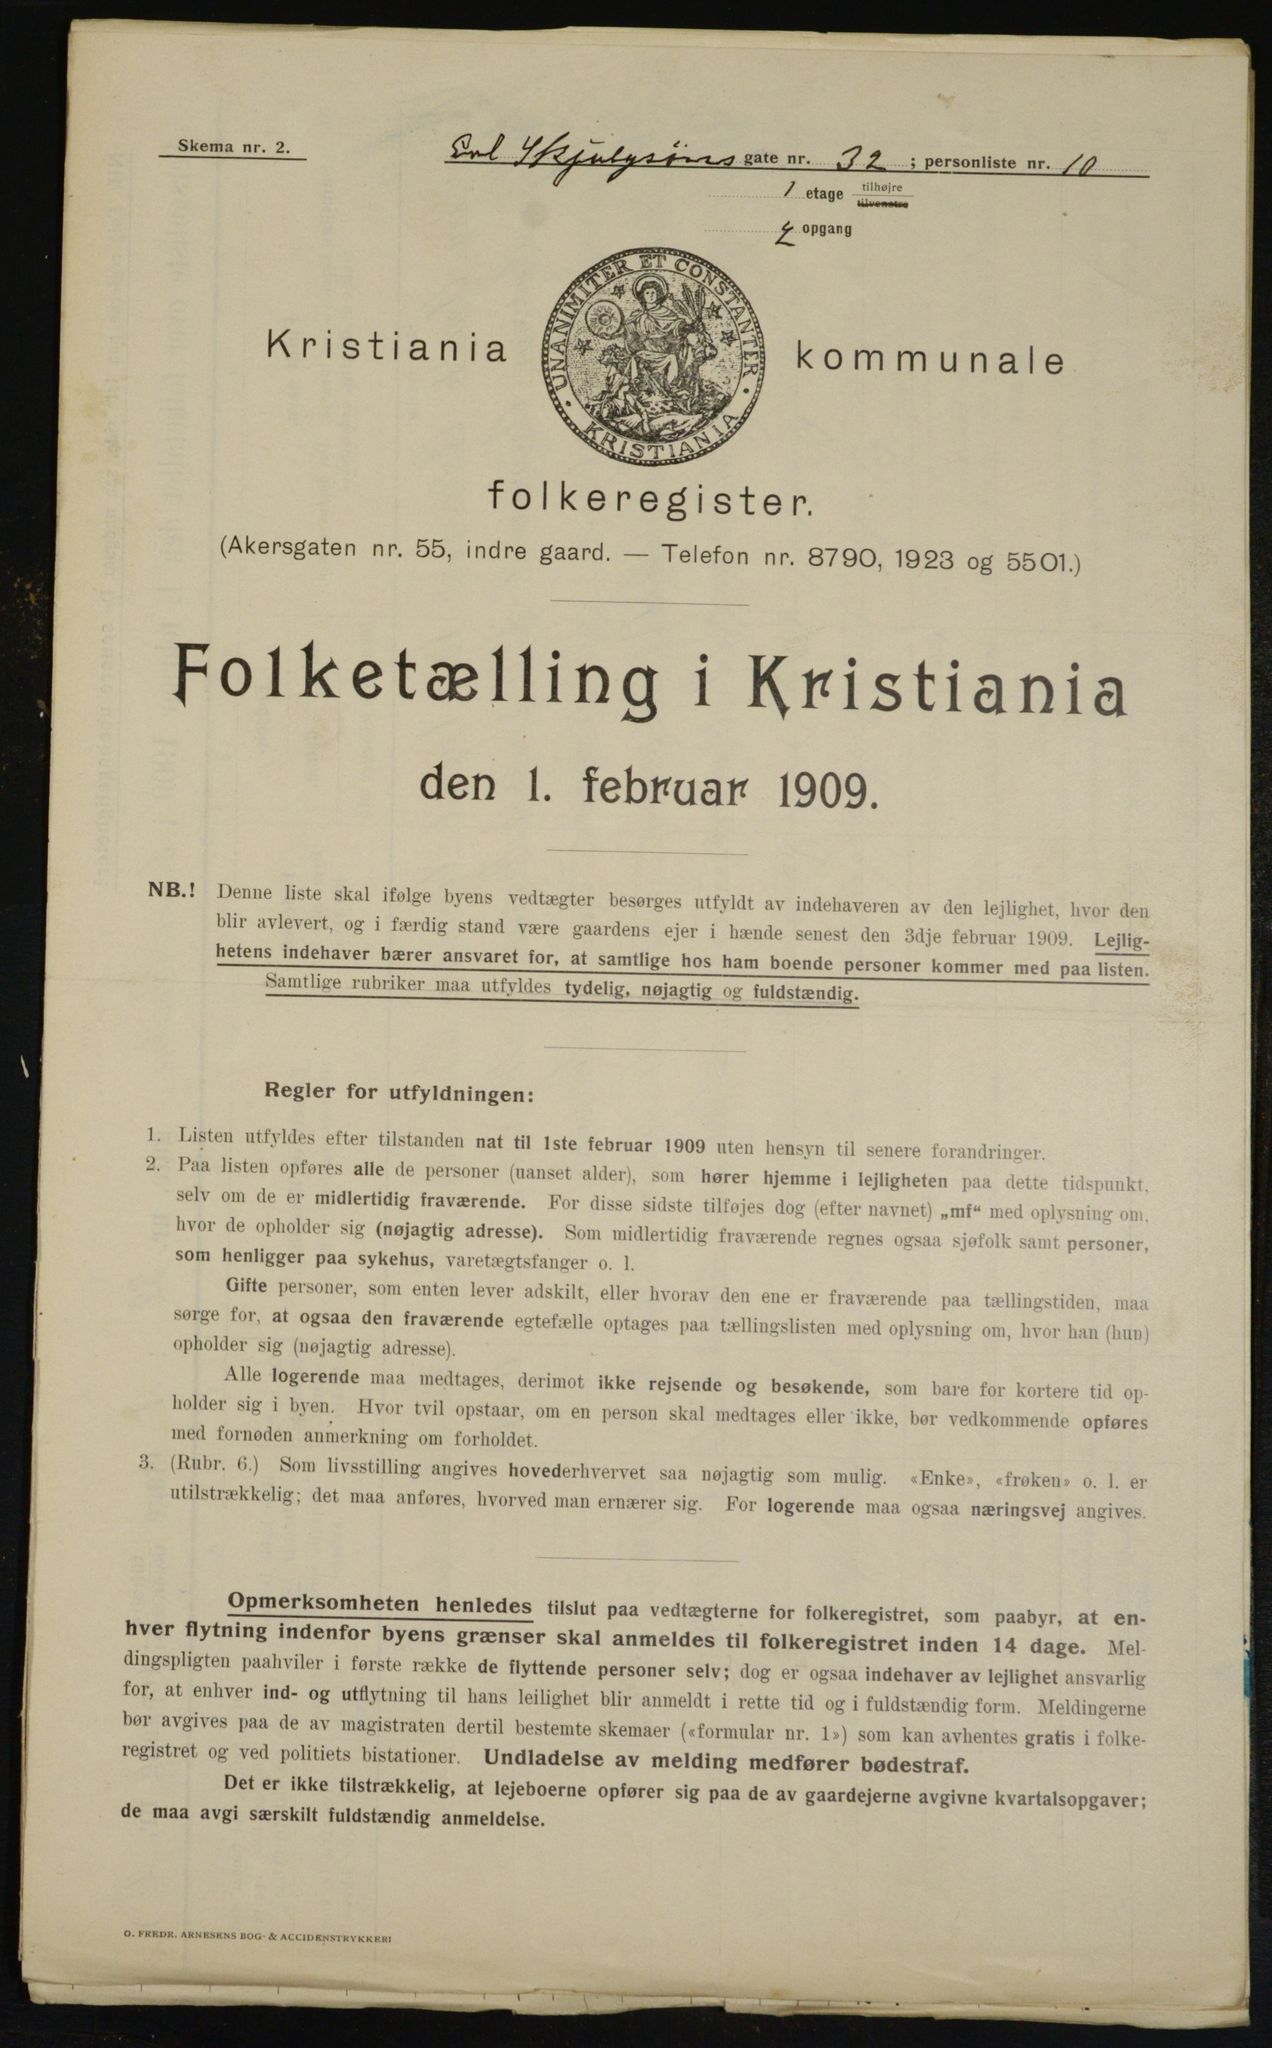 Skema nr. 2.
Erl Skjulgsøns gate nr. 32 ; personliste nr. 10
1 etage tilhøjre
tilvenstre
opgang
UNANIMITER ET CONSTANTER
KRISTIANIA
Kristiania kommunale
folkeregister.
(Akersgaten nr. 55, indre gaard. — Telefon nr. 8790, 1923 og 5501.)
Folketælling i Kristiania
den 1. februar 1909.
NB.! Denne liste skal ifølge byens vedtægter besørges utfyldt av indehaveren av den lejlighet, hvor den
blir avlevert, og i færdig stand være gaardens ejer i hænde senest den 3dje februar 1909. Lejlig-
hetens indehaver bærer ansvaret for, at samtlige hos ham boende personer kommer med paa listen.
Samtlige rubriker maa utfyldes tydelig, nøjagtig og fuldstændig.
Regler for utfyldningen:
1. Listen utfyldes efter tilstanden nat til 1ste februar 1909 uten hensyn til senere forandringer.
2. Paa listen opføres alle de personer (uanset alder), som hører hjemme i lejligheten paa dette tidspunkt,
selv om de er midlertidig fraværende. For disse sidste tilføjes dog (efter navnet) „mf“ med oplysning om,
hvor de opholder sig (nøjagtig adresse). Som midlertidig fraværende regnes ogsaa sjøfolk samt personer,
som henligger paa sykehus, varetægtsfanger o. l.
Gifte personer, som enten lever adskilt, eller hvorav den ene er fraværende paa tællingstiden, maa
sørge for, at ogsaa den fraværende egtefælle optages paa tællingslisten med oplysning om, hvor han (hun)
opholder sig (nøjagtig adresse).
Alle logerende maa medtages, derimot ikke rejsende og besøkende, som bare for kortere tid op-
holder sig i byen. Hvor tvil opstaar, om en person skal medtages eller ikke, bør vedkommende opføres
med fornøden anmerkning om forholdet.
3. (Rubr. 6.) Som livsstilling angives hovederhvervet saa nøjagtig som mulig. «Enke», «frøken» o. l. er
utilstrækkelig; det maa anføres, hvorved man ernærer sig. For logerende maa ogsaa næringsvej angives.
Opmerksomheten henledes tilslut paa vedtægterne for folkeregistret, som paabyr, at en-
hver flytning indenfor byens grænser skal anmeldes til folkeregistret inden 14 dage. Mel-
dingspligten paahviler i første række de flyttende personer selv; dog er ogsaa indehaver av lejlighet ansvarlig
for, at enhver ind- og utflytning til hans leilighet blir anmeldt i rette tid og i fuldstændig form. Meldingerne
bør avgives paa de av magistraten dertil bestemte skemaer («formular nr. 1») som kan avhentes gratis i folke-
registret og ved politiets bistationer. Undladelse av melding medfører bødestraf.
Det er ikke tilstrækkelig, at lejeboerne opfører sig paa de av gaardejerne avgivne kvartalsopgaver;
de maa avgi særskilt fuldstændig anmeldelse.
O. FREDR. ARNESENS BOG- & ACCIDENSTRYKKERI